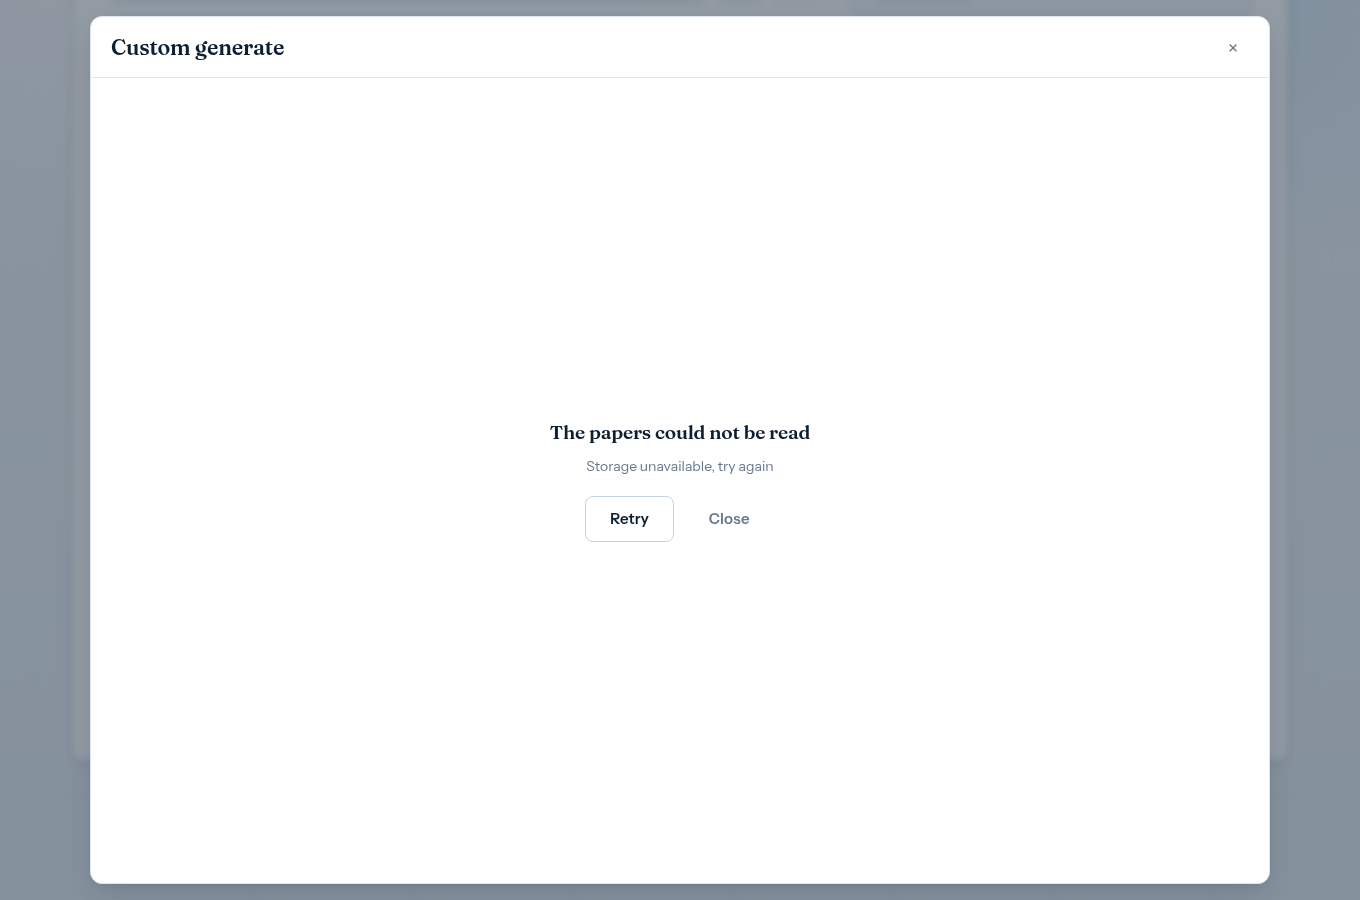 Custom generate
×
The papers could not be read
Storage unavailable, try again
Retry
Close